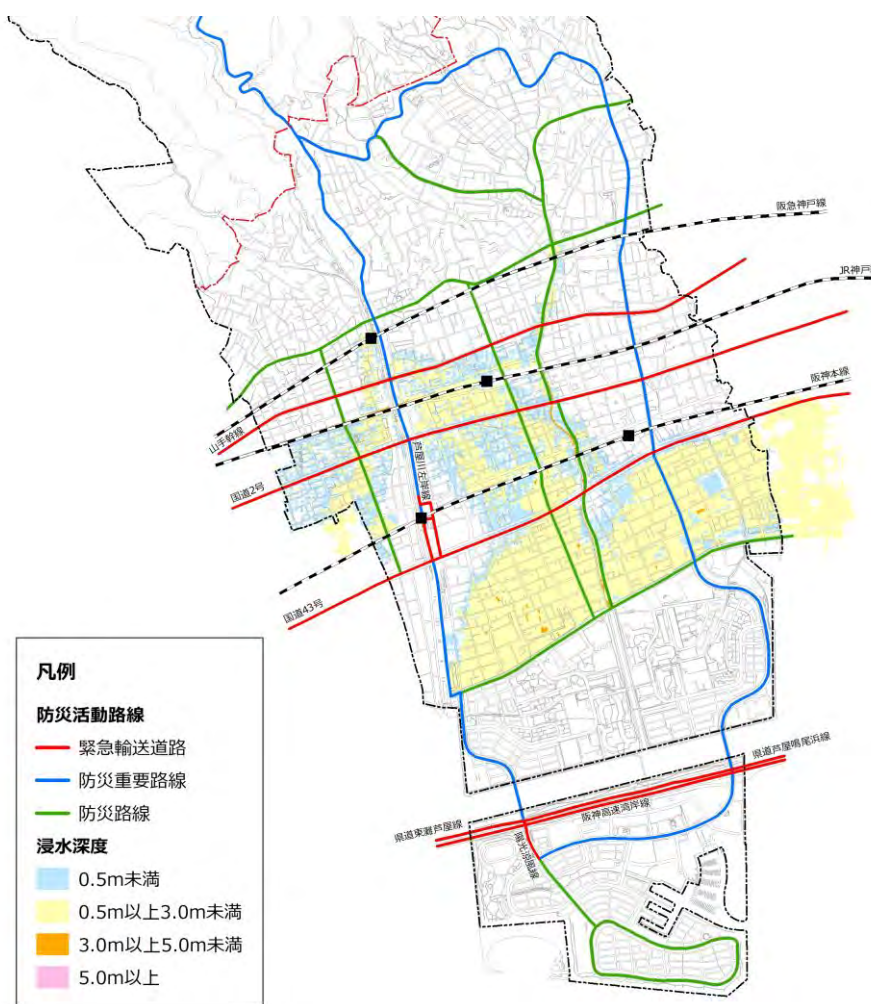 阪急神戸線
JR神戸
阪神本線
山手幹線
国道2号
芦屋川左岸線
国道43号
県道芦屋鳴尾浜線
阪神高速湾岸線
県道東灘芦屋線
陽光涼風線
凡例
防災活動路線
緊急輸送道路
防災重要路線
防災路線
浸水深度
0.5m未満
0.5m以上3.0m未満
3.0m以上5.0m未満
5.0m以上